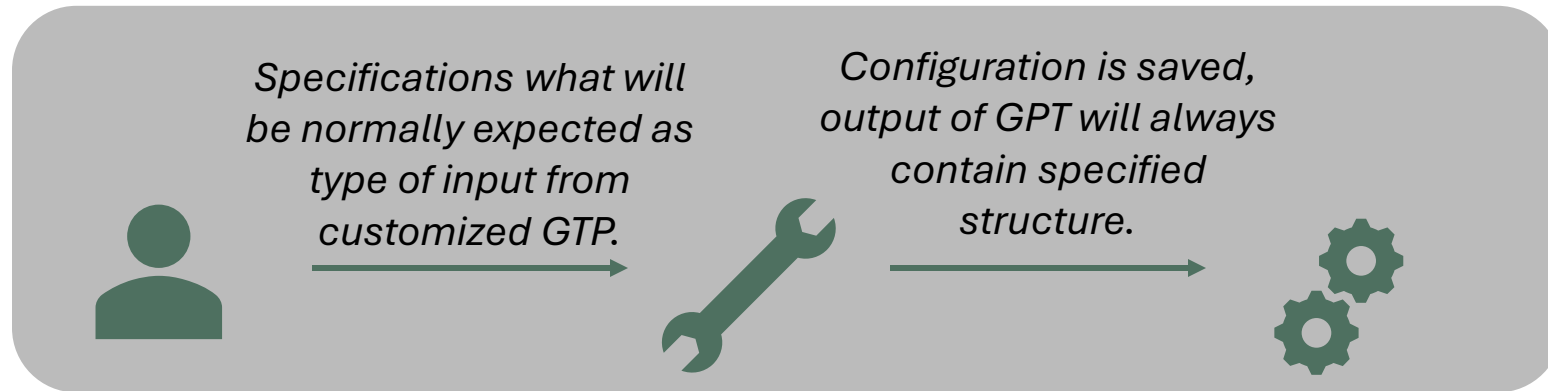 Specifications what will
be normally expected as
type of input from
customized GTP.
Configuration is saved,
output of GPT will always
contain specified
structure.